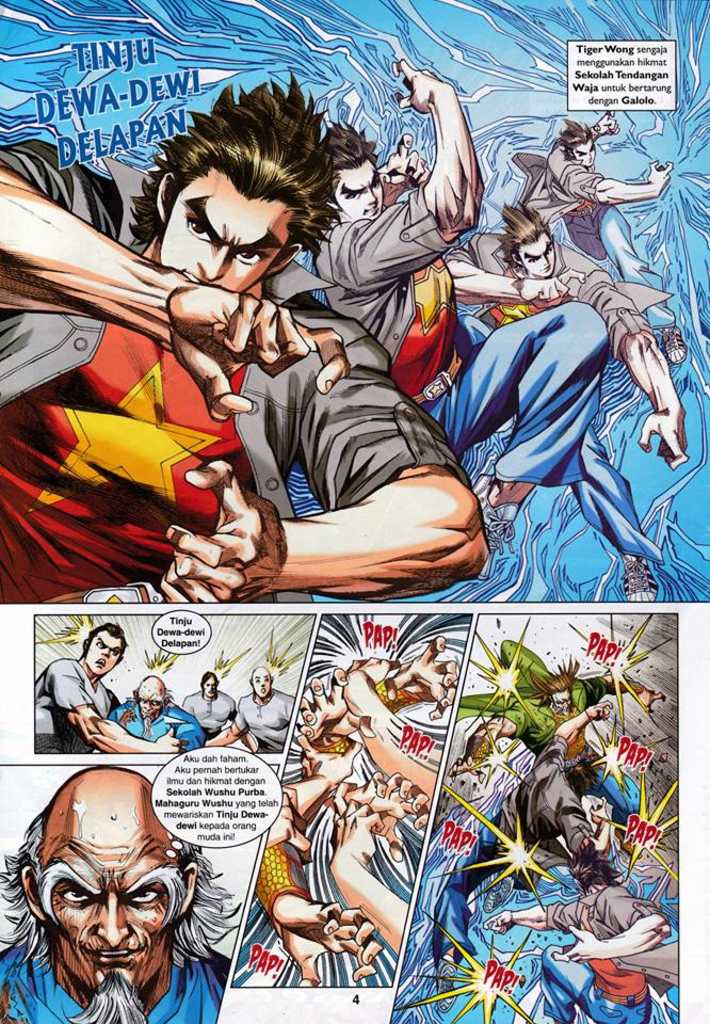 TINJU
DEWA-DEWI
DELAPAN
Tiger Wong sengaja
menggunakan hikmat
Sekolah Tendangan
Waja untuk bertarung
dengan Galolo.
Tinju
Dewa-dewi
Delapan!
PAP!
PAP!
PAP!
PAP!
PAP!
PAP!
PAP!
PAP!
Aku dah faham.
Aku pernah bertukar
ilmu dan hikmat dengan
Sekolah Wushu Purba.
Mahaguru Wushu yang telah
mewariskan Tinju Dewa-
dewi kepada orang
muda ini!
4